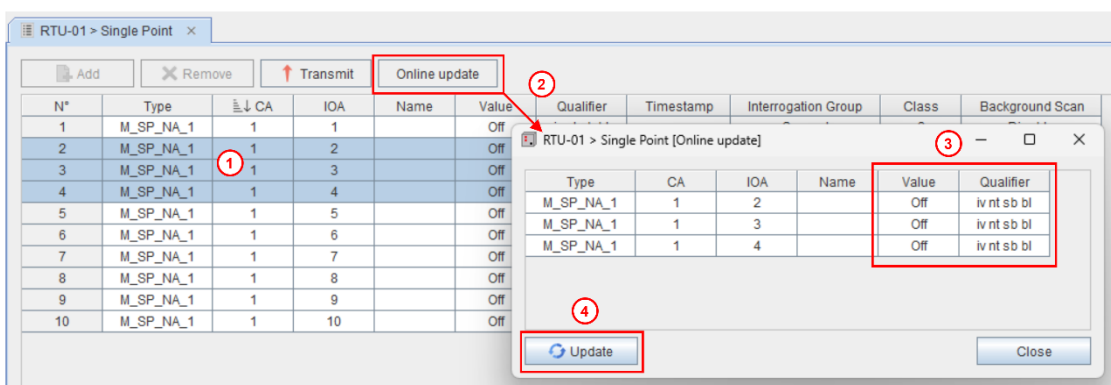 RTU-01 > Single Point ×
Add Remove Transmit Online update
2
N° Type CA IOA Name Value Qualifier Timestamp Interrogation Group Class Background Scan
1 M_SP_NA_1 1 1 Off
2 M_SP_NA_1 1 2 Off
3 M_SP_NA_1 1 3 Off
4 M_SP_NA_1 1 4 Off
5 M_SP_NA_1 1 5 Off
6 M_SP_NA_1 1 6 Off
7 M_SP_NA_1 1 7 Off
8 M_SP_NA_1 1 8 Off
9 M_SP_NA_1 1 9 Off
10 M_SP_NA_1 1 10 Off
1
RTU-01 > Single Point [Online update]
3
Type CA IOA Name Value Qualifier
M_SP_NA_1 1 2 Off iv nt sb bl
M_SP_NA_1 1 3 Off iv nt sb bl
M_SP_NA_1 1 4 Off iv nt sb bl
4
Update Close